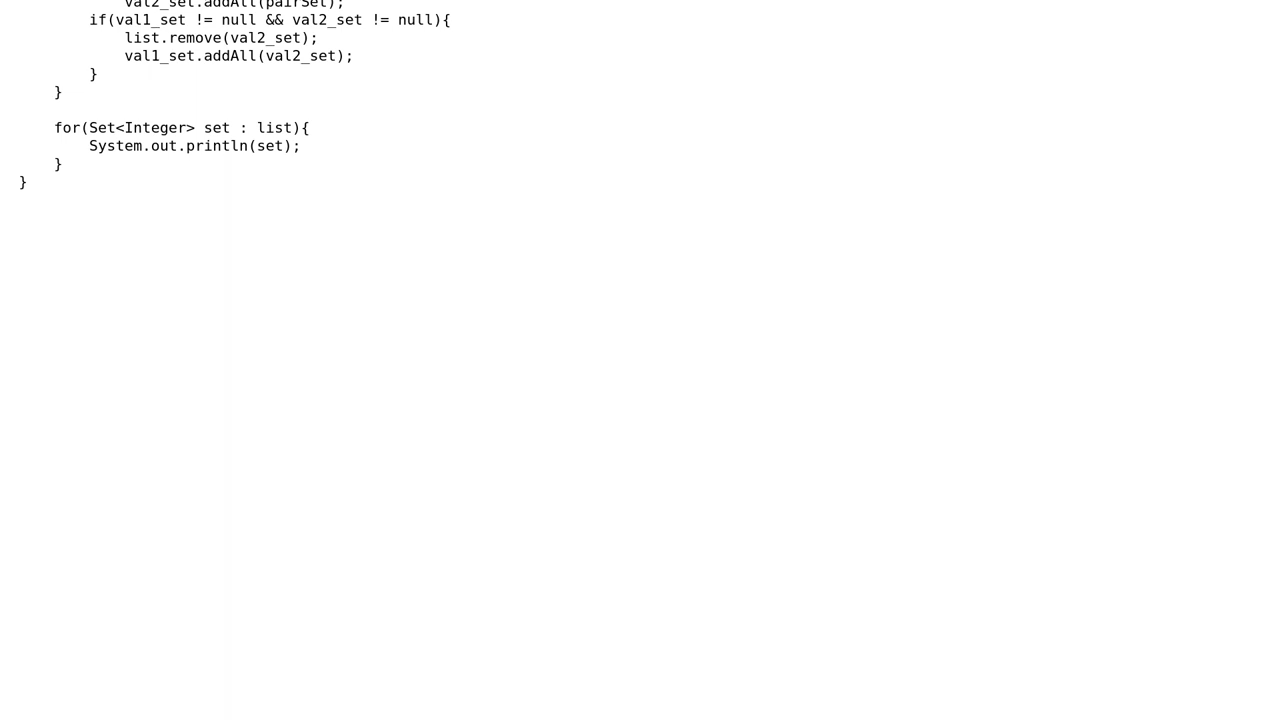 val2_set.addAll(pairSet);
        if(val1_set != null && val2_set != null){
            list.remove(val2_set);
            val1_set.addAll(val2_set);
        }
    }

    for(Set<Integer> set : list){
        System.out.println(set);
    }
}